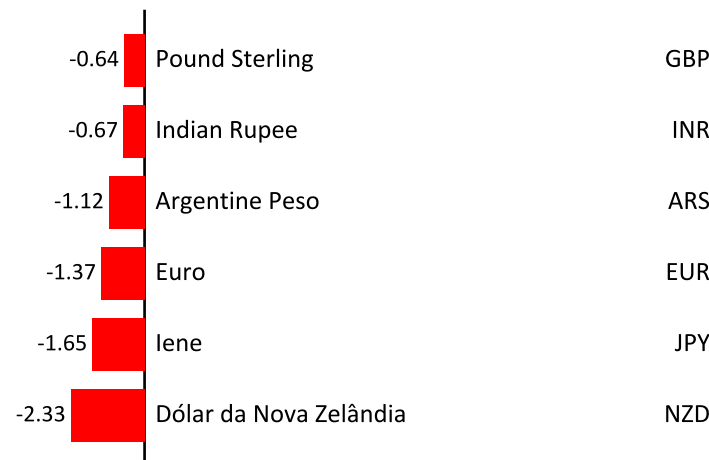 -0.64 Pound Sterling GBP
-0.67 Indian Rupee INR
-1.12 Argentine Peso ARS
-1.37 Euro EUR
-1.65 Iene JPY
-2.33 Dólar da Nova Zelândia NZD